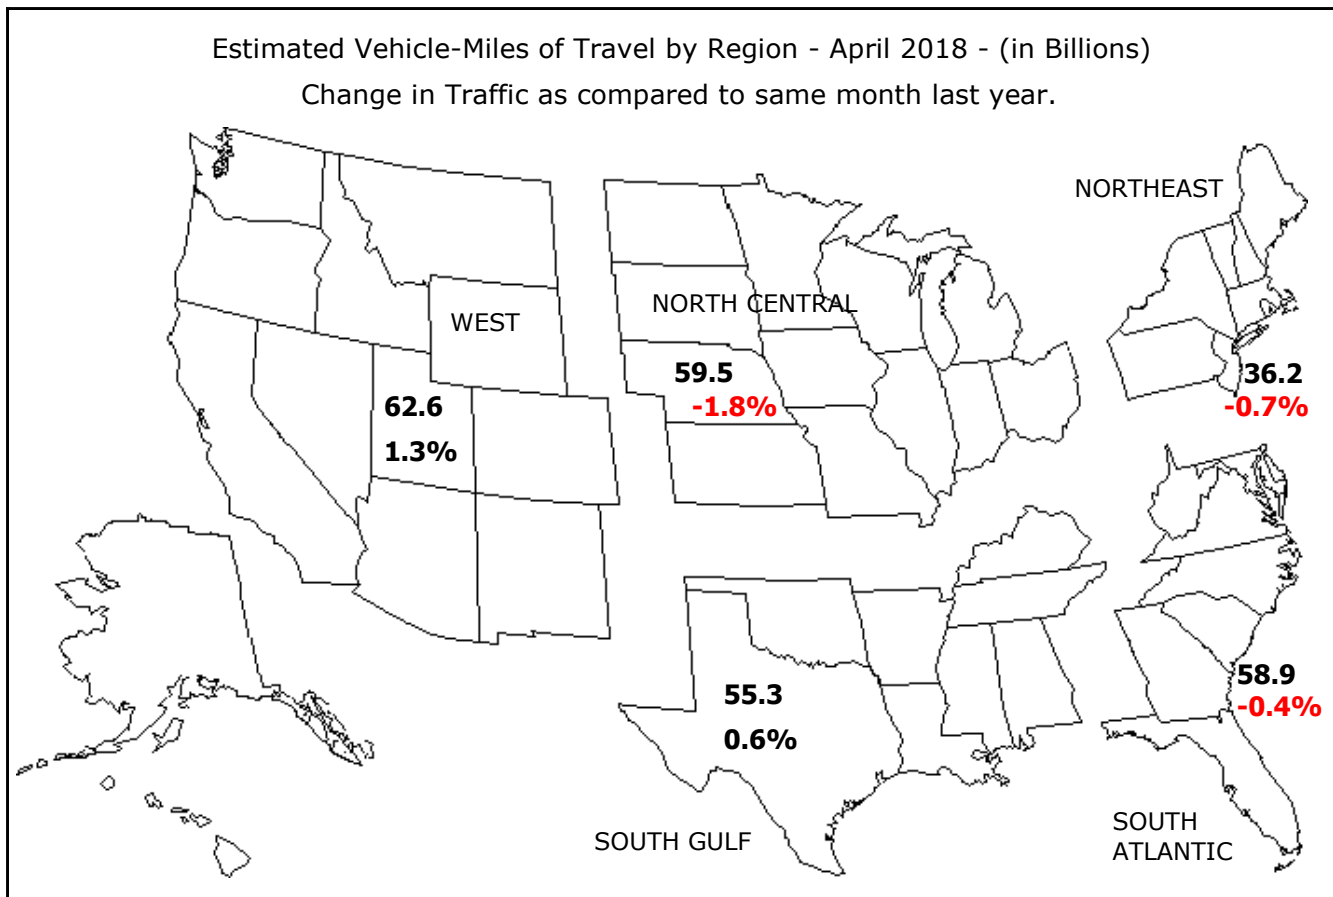 Estimated Vehicle-Miles of Travel by Region - April 2018 - (in Billions)
Change in Traffic as compared to same month last year.
NORTHEAST
36.2
-0.7%
NORTH CENTRAL
59.5
-1.8%
WEST
62.6
1.3%
55.3
0.6%
SOUTH GULF
58.9
-0.4%
SOUTH
ATLANTIC